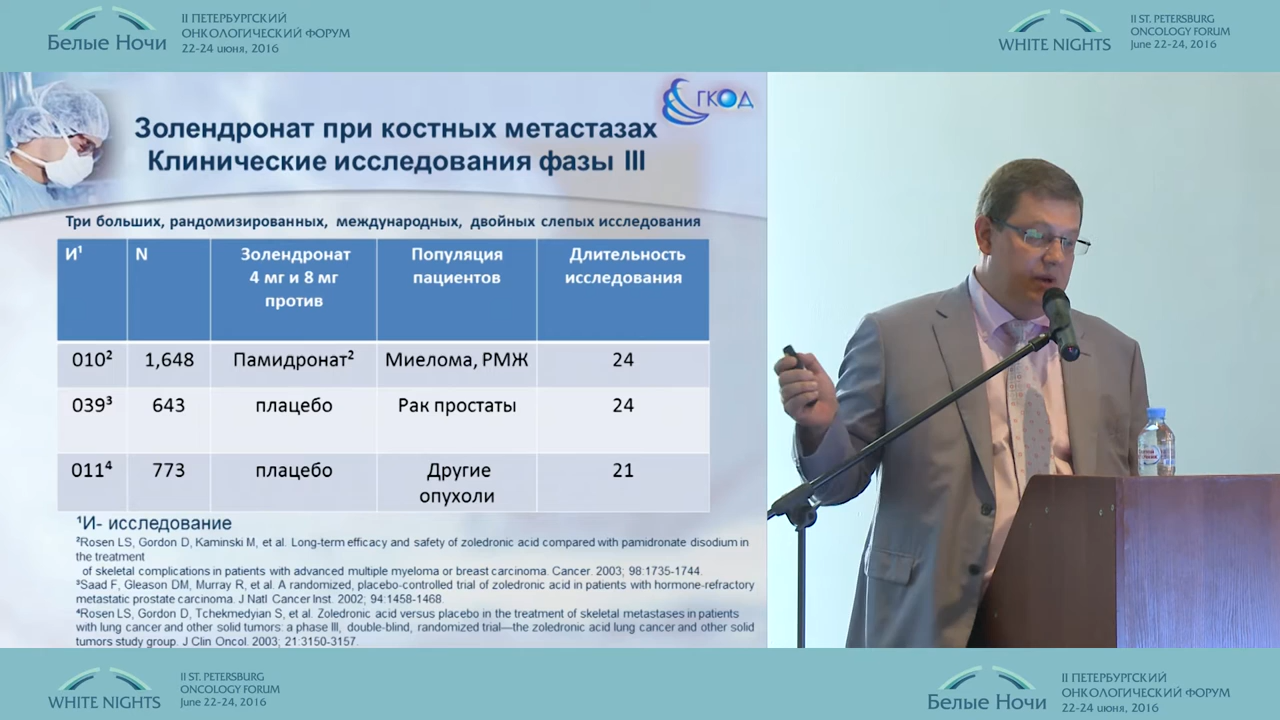 Белые Ночи
II ПЕТЕРБУРГСКИЙ
ОНКОЛОГИЧЕСКИЙ ФОРУМ
22-24 июня, 2016
WHITE NIGHTS
II ST. PETERSBURG
ONCOLOGY FORUM
June 22-24, 2016
ГКОД
Золендронат при костных метастазах
Клинические исследования фазы III
Три больших, рандомизированных, международных, двойных слепых исследования
И¹ N Золендронат 4 мг и 8 мг против Популяция пациентов Длительность исследования
010² 1,648 Памидронат² Миелома, РМЖ 24
039³ 643 плацебо Рак простаты 24
011⁴ 773 плацебо Другие опухоли 21
¹И- исследование
²Rosen LS, Gordon D, Kaminski M, et al. Long-term efficacy and safety of zoledronic acid compared with pamidronate disodium in
the treatment
of skeletal complications in patients with advanced multiple myeloma or breast carcinoma. Cancer. 2003; 98:1735-1744.
³Saad F, Gleason DM, Murray R, et al. A randomized, placebo-controlled trial of zoledronic acid in patients with hormone-refractory
metastatic prostate carcinoma. J Natl Cancer Inst. 2002; 94:1458-1468.
⁴Rosen LS, Gordon D, Tchekmedyian S, et al. Zoledronic acid versus placebo in the treatment of skeletal metastases in patients
with lung cancer and other solid tumors: a phase III, double-blind, randomized trial—the zoledronic acid lung cancer and other solid
tumors study group. J Clin Oncol. 2003; 21:3150-3157.
WHITE NIGHTS
II ST. PETERSBURG
ONCOLOGY FORUM
June 22-24, 2016
Белые Ночи
II ПЕТЕРБУРГСКИЙ
ОНКОЛОГИЧЕСКИЙ ФОРУМ
22-24 июня, 2016